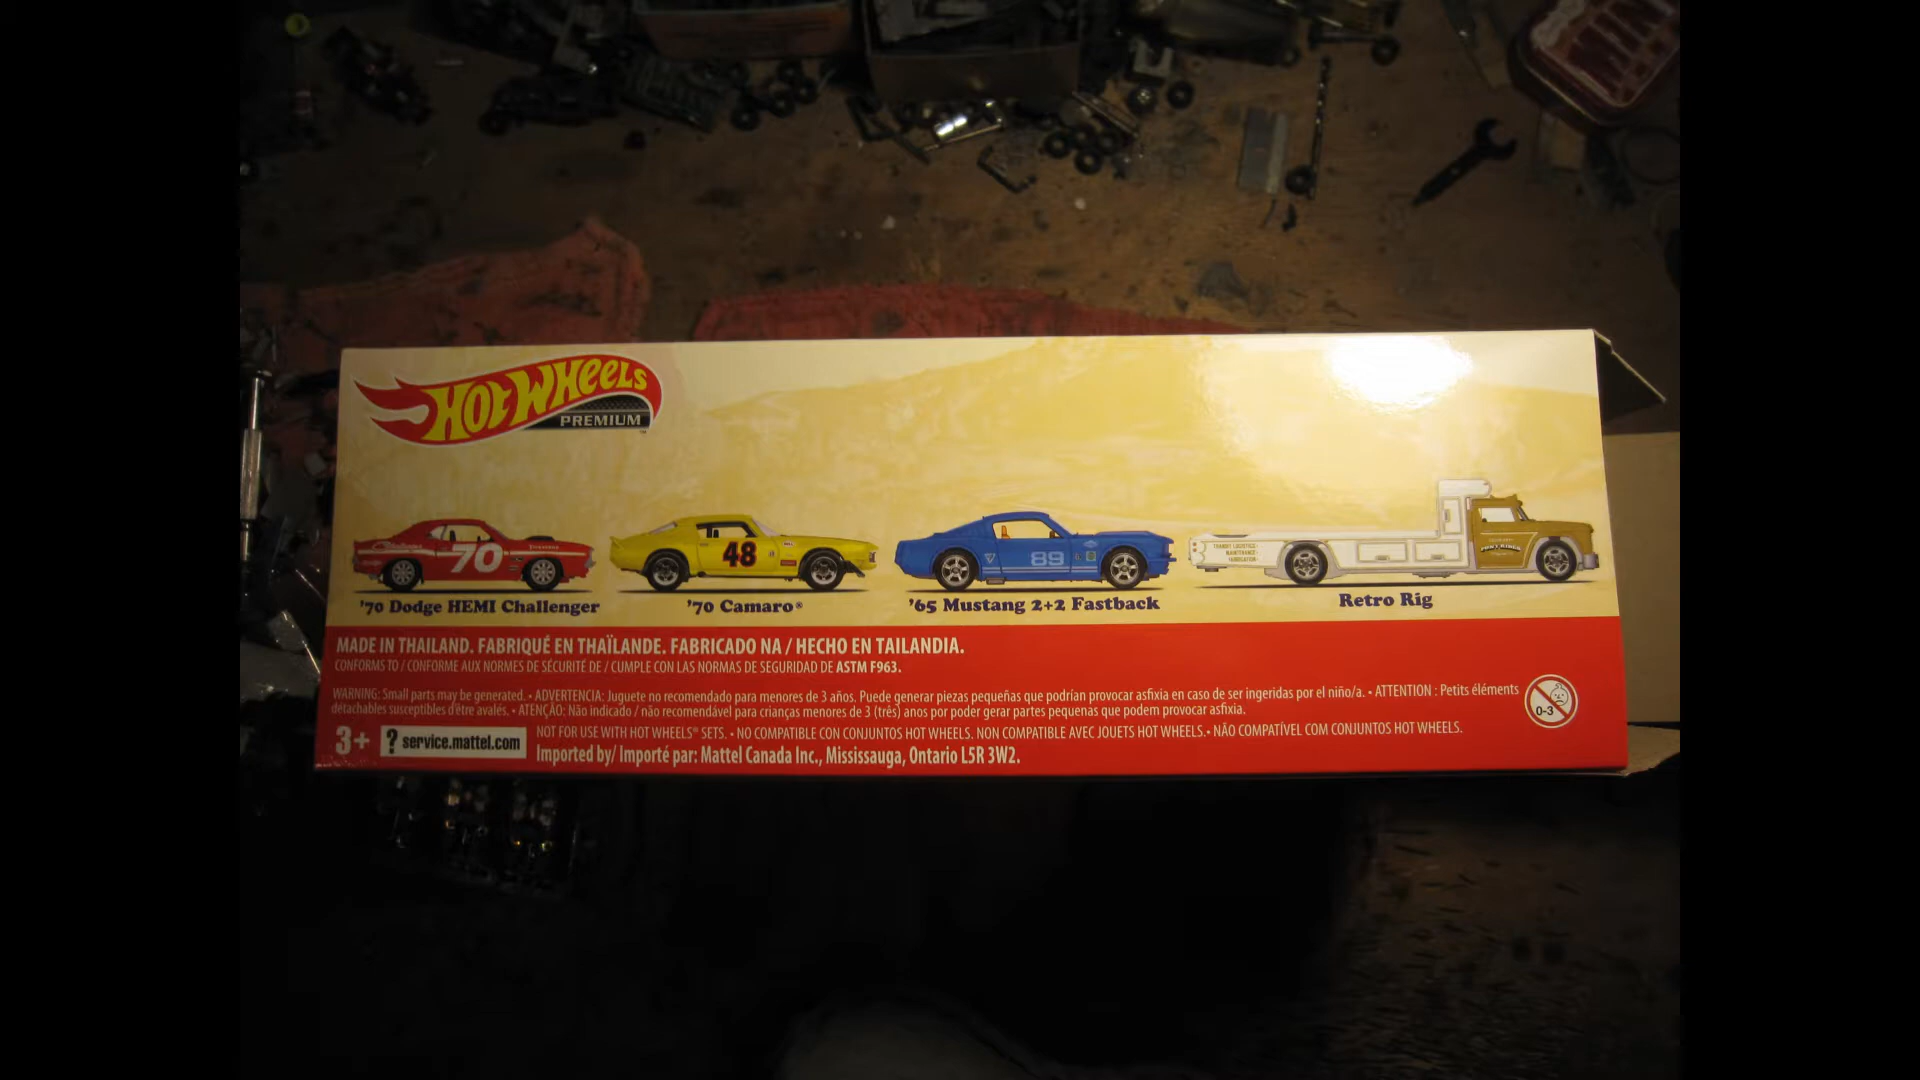 HOT WHEELS
PREMIUM™
70
48
89
'70 Dodge HEMI Challenger
'70 Camaro®
'65 Mustang 2+2 Fastback
Retro Rig
MADE IN THAILAND. FABRIQUÉ EN THAÏLANDE. FABRICADO NA / HECHO EN TAILANDIA.
CONFORMS TO / CONFORME AUX NORMES DE SÉCURITÉ DE / CUMPLE CON LAS NORMAS DE SEGURIDAD DE ASTM F963.
WARNING: Small parts may be generated. • ADVERTENCIA: Juguete no recomendado para menores de 3 años. Puede generar piezas pequeñas que podrían provocar asfixia en caso de ser ingeridas por el niño/a. • ATTENTION : Petits éléments
détachables susceptibles d'être avalés. • ATENÇÃO: Não indicado / não recomendável para crianças menores de 3 (três) anos por poder gerar partes pequenas que podem provocar asfixia.
0-3
3+
? service.mattel.com
NOT FOR USE WITH HOT WHEELS® SETS. • NO COMPATIBLE CON CONJUNTOS HOT WHEELS. NON COMPATIBLE AVEC JOUETS HOT WHEELS. • NÃO COMPATÍVEL COM CONJUNTOS HOT WHEELS.
Imported by/ Importé par: Mattel Canada Inc., Mississauga, Ontario L5R 3W2.